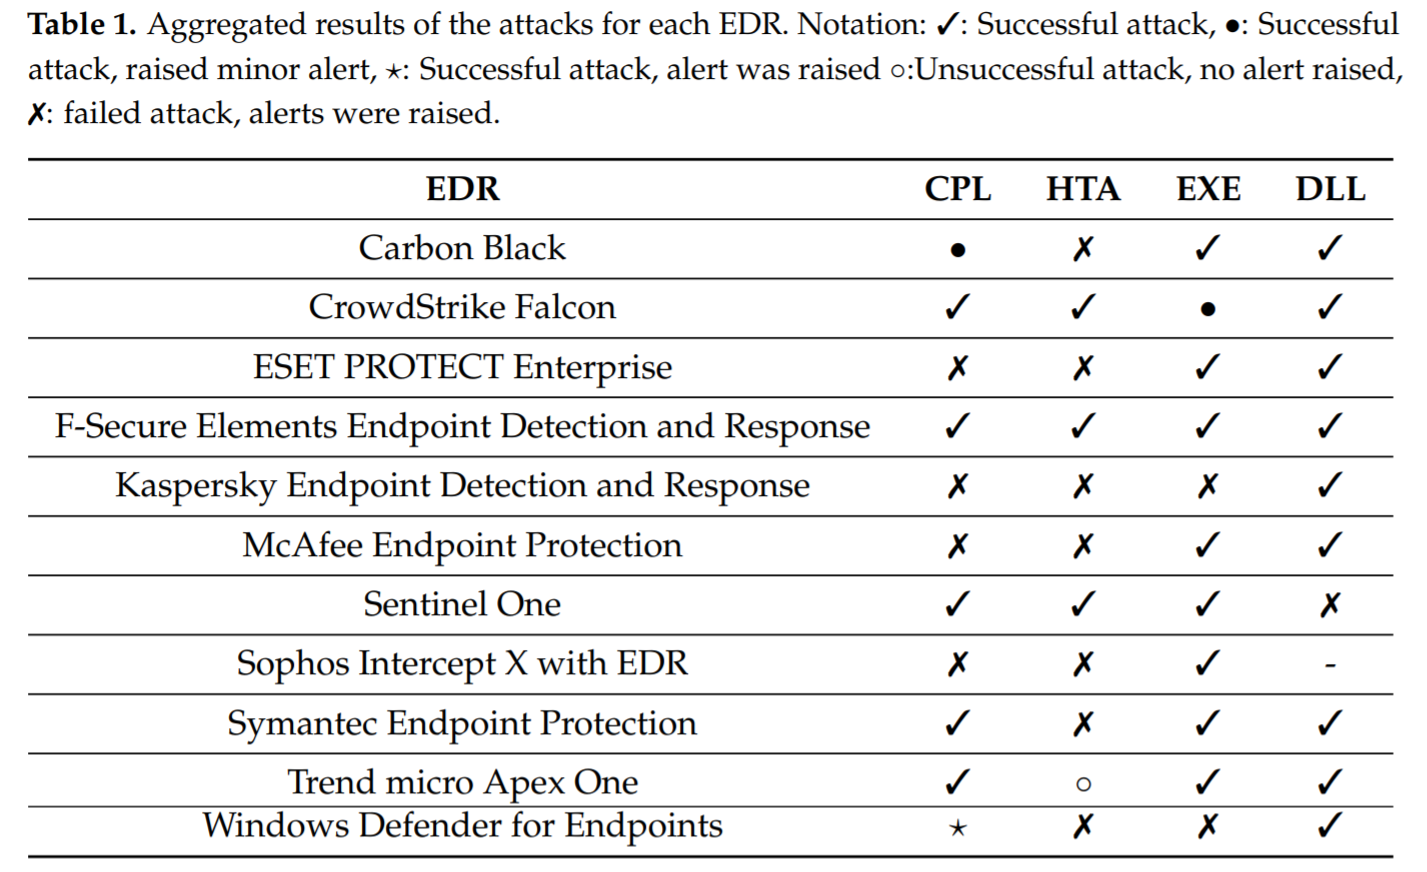 Table 1. Aggregated results of the attacks for each EDR. Notation: ✓: Successful attack, •: Successful
attack, raised minor alert, ⋆: Successful attack, alert was raised ○:Unsuccessful attack, no alert raised,
✗: failed attack, alerts were raised.
EDR CPL HTA EXE DLL
Carbon Black • ✗ ✓ ✓
CrowdStrike Falcon ✓ ✓ • ✓
ESET PROTECT Enterprise ✗ ✗ ✓ ✓
F-Secure Elements Endpoint Detection and Response ✓ ✓ ✓ ✓
Kaspersky Endpoint Detection and Response ✗ ✗ ✗ ✓
McAfee Endpoint Protection ✗ ✗ ✓ ✓
Sentinel One ✓ ✓ ✓ ✗
Sophos Intercept X with EDR ✗ ✗ ✓ -
Symantec Endpoint Protection ✓ ✗ ✓ ✓
Trend micro Apex One ✓ ○ ✓ ✓
Windows Defender for Endpoints ⋆ ✗ ✗ ✓